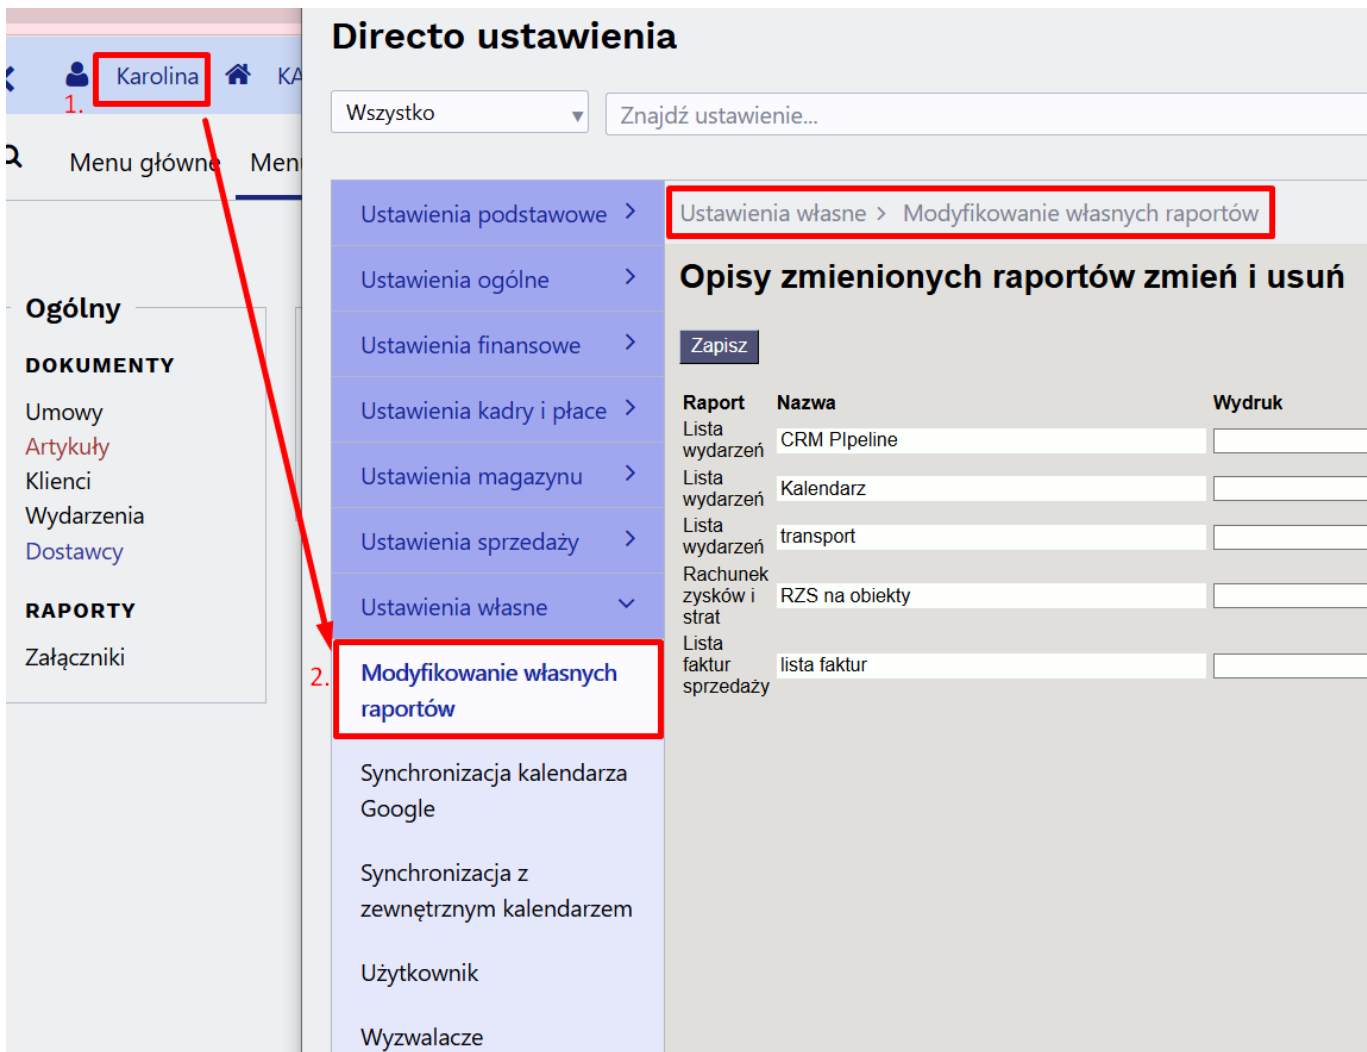 Karolina
KA
1.
Menu główne
Menu
Ogólny
DOKUMENTY
Umowy
Artykuły
Klienci
Wydarzenia
Dostawcy
RAPORTY
Załączniki
Directo ustawienia
Wszystko
Znajdź ustawienie...
Ustawienia podstawowe
Ustawienia ogólne
Ustawienia finansowe
Ustawienia kadry i płace
Ustawienia magazynu
Ustawienia sprzedaży
Ustawienia własne
2.
Modyfikowanie własnych
raportów
Synchronizacja kalendarza
Google
Synchronizacja z
zewnętrznym kalendarzem
Użytkownik
Wyzwalacze
Ustawienia własne > Modyfikowanie własnych raportów
Opisy zmienionych raportów zmień i usuń
Zapisz
Raport Nazwa Wydruk
Lista
wydarzeń
CRM PIpeline
Lista
wydarzeń
Kalendarz
Lista
wydarzeń
transport
Rachunek
zysków i
strat
RZS na obiekty
Lista
faktur
sprzedaży
lista faktur